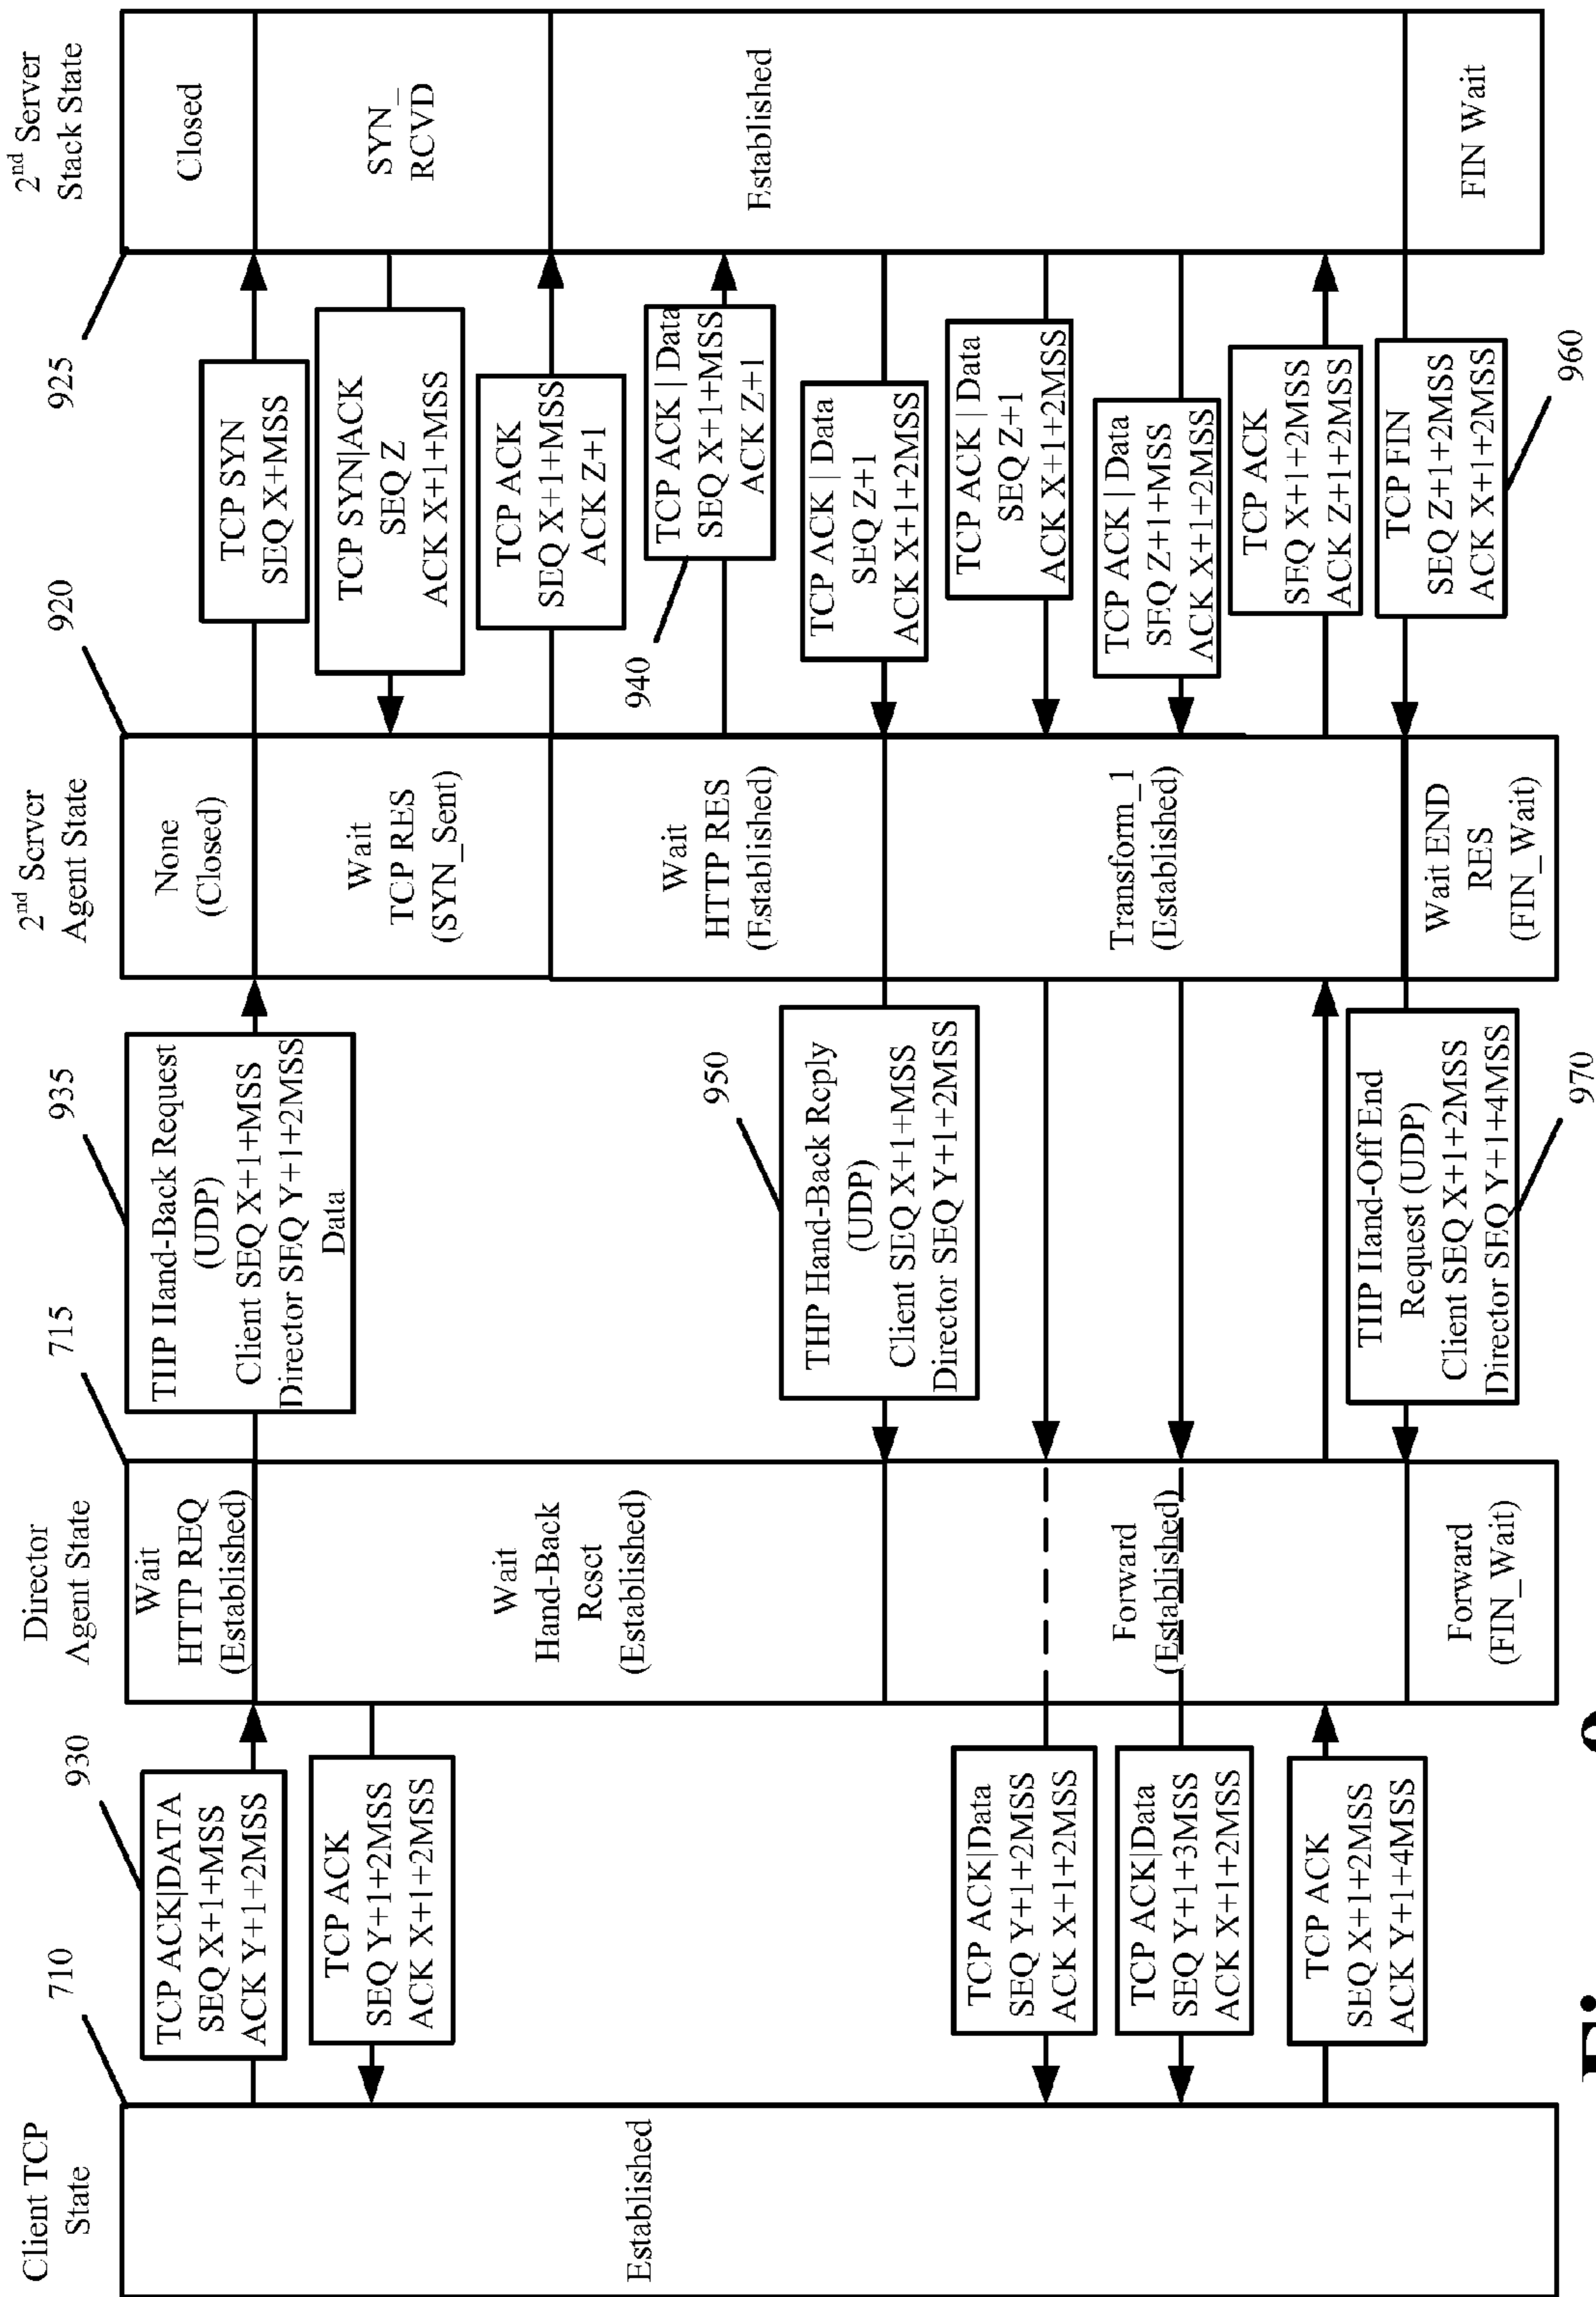 Client TCP
State
710
Established
930
TCP ACK|DATA
SEQ X+1+MSS
ACK Y+1+2MSS
TCP ACK
SEQ Y+1+2MSS
ACK X+1+2MSS
TCP ACK|Data
SEQ Y+1+2MSS
ACK X+1+2MSS
TCP ACK|Data
SEQ Y+1+3MSS
ACK X+1+2MSS
TCP ACK
SEQ X+1+2MSS
ACK Y+1+4MSS
Director
Agent State
715
Wait
HTTP REQ
(Established)
Wait
Hand-Back
Reset
(Established)
Forward
(Established)
Forward
(FIN_Wait)
935
THP Hand-Back Request
(UDP)
Client SEQ X+1+MSS
Director SEQ Y+1+2MSS
Data
950
THP Hand-Back Reply
(UDP)
Client SEQ X+1+MSS
Director SEQ Y+1+2MSS
THP Hand-Off End
Request (UDP)
Client SEQ X+1+2MSS
Director SEQ Y+1+4MSS
970
2nd Server
Agent State
920
None
(Closed)
Wait
TCP RES
(SYN_Sent)
Wait
HTTP RES
(Established)
Transform_1
(Established)
Wait END
RES
(FIN_Wait)
TCP SYN
SEQ X+MSS
TCP SYN|ACK
SEQ Z
ACK X+1+MSS
TCP ACK
SEQ X+1+MSS
ACK Z+1
940
TCP ACK | Data
SEQ X+1+MSS
ACK Z+1
TCP ACK | Data
SEQ Z+1
ACK X+1+2MSS
TCP ACK | Data
SEQ Z+1
ACK X+1+2MSS
TCP ACK | Data
SEQ Z+1+MSS
ACK X+1+2MSS
TCP ACK
SEQ X+1+2MSS
ACK Z+1+2MSS
TCP FIN
SEQ Z+1+2MSS
ACK X+1+2MSS
960
2nd Server
Stack State
925
Closed
SYN_
RCVD
Established
FIN Wait